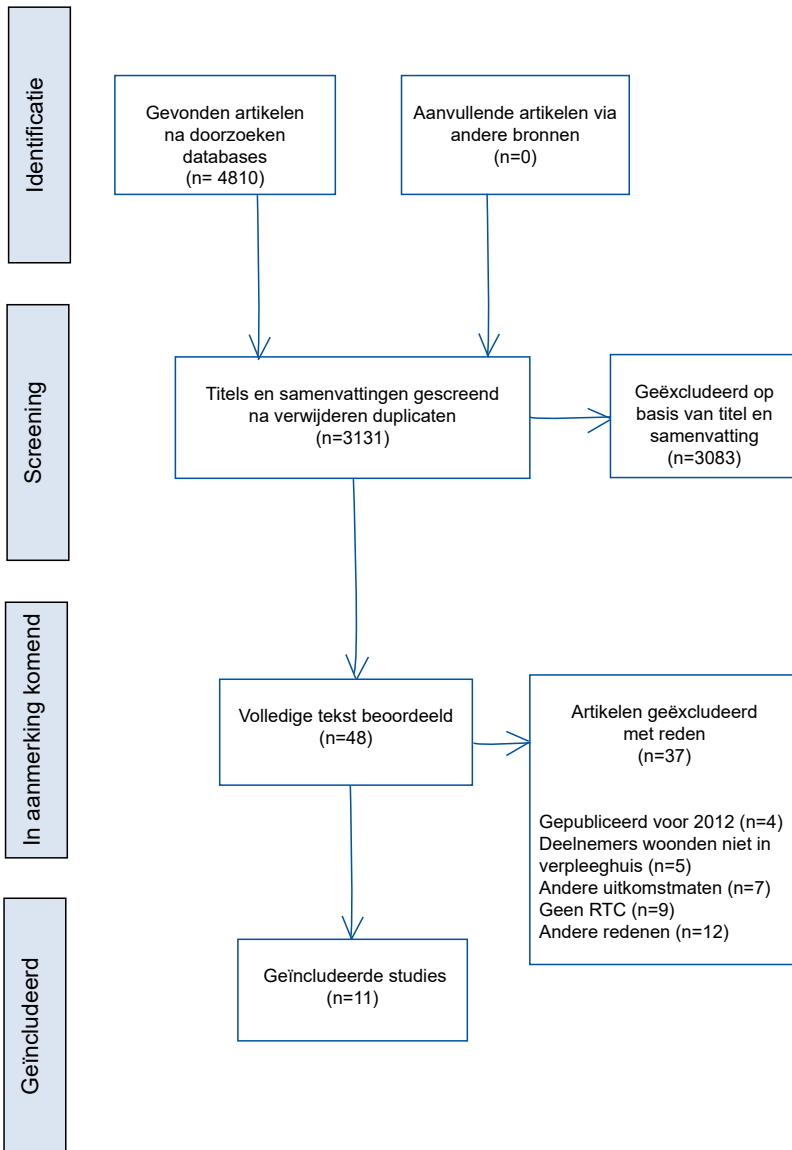 Identificatie
Gevonden artikelen
na doorzoeken
databases
(n= 4810)
Aanvullende artikelen via
andere bronnen
(n=0)
Screening
Titels en samenvattingen gescreend
na verwijderen duplicaten
(n=3131)
Geëxcludeerd op
basis van titel en
samenvatting
(n=3083)
In aanmerking komend
Volledige tekst beoordeeld
(n=48)
Artikelen geëxcludeerd
met reden
(n=37)
Gepubliceerd voor 2012 (n=4)
Deelnemers woonden niet in
verpleeghuis (n=5)
Andere uitkomstmaten (n=7)
Geen RTC (n=9)
Andere redenen (n=12)
Geïncludeerd
Geïncludeerde studies
(n=11)